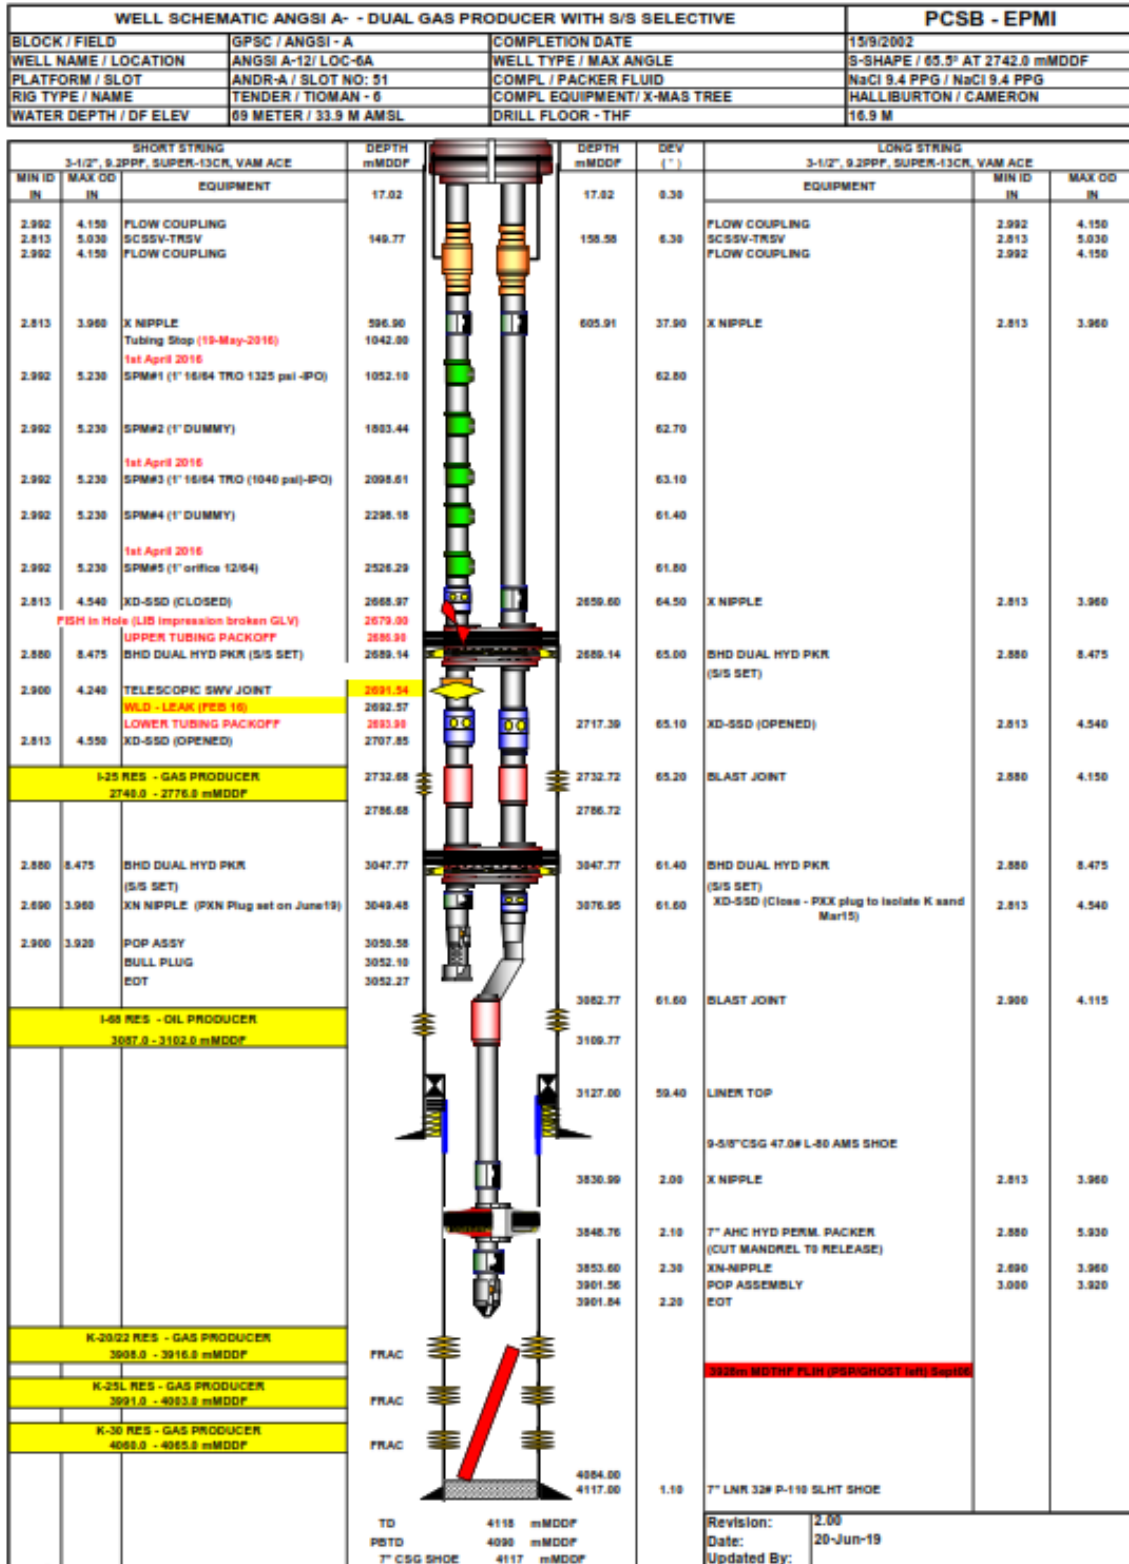 WELL SCHEMATIC ANGSI A- - DUAL GAS PRODUCER WITH S/S SELECTIVE PCSB - EPMI
BLOCK / FIELD GPSC / ANGSI - A COMPLETION DATE 15/9/2002
WELL NAME / LOCATION ANGSI A-12/ LOC-6A WELL TYPE / MAX ANGLE S-SHAPE / 65.5° AT 2742.0 mMDDF
PLATFORM / SLOT ANDR-A / SLOT NO: 51 COMPL / PACKER FLUID NaCl 9.4 PPG / NaCl 9.4 PPG
RIG TYPE / NAME TENDER / TIOMAN - 6 COMPL EQUIPMENT/ X-MAS TREE HALLIBURTON / CAMERON
WATER DEPTH / DF ELEV 69 METER / 33.9 M AMSL DRILL FLOOR - THF 16.9 M
SHORT STRING DEPTH DEPTH DEV LONG STRING
3-1/2", 9.2PPF, SUPER-13CR, VAM ACE mMDDF mMDDF ( ° ) 3-1/2", 9.2PPF, SUPER-13CR, VAM ACE
MIN ID MAX OD EQUIPMENT EQUIPMENT MIN ID MAX OD
IN IN 17.02 17.02 0.30 IN IN
2.992 4.150 FLOW COUPLING FLOW COUPLING 2.992 4.150
2.813 5.030 SCSSV-TRSV 149.77 158.58 6.30 SCSSV-TRSV 2.813 5.030
2.992 4.150 FLOW COUPLING FLOW COUPLING 2.992 4.150
2.813 3.960 X NIPPLE 596.90 605.91 37.90 X NIPPLE 2.813 3.960
Tubing Stop (19-May-2016) 1042.00
1st April 2016
2.992 5.230 SPM#1 (1" 16/64 TRO 1325 psi -IPO) 1052.10 62.80
2.992 5.230 SPM#2 (1" DUMMY) 1803.44 62.70
1st April 2016
2.992 5.230 SPM#3 (1" 16/64 TRO (1040 psi)-IPO) 2098.61 63.10
2.992 5.230 SPM#4 (1" DUMMY) 2298.18 61.40
1st April 2016
2.992 5.230 SPM#5 (1" orifice 12/64) 2526.29 61.80
2.813 4.540 XD-SSD (CLOSED) 2668.97 2659.60 64.50 X NIPPLE 2.813 3.960
FISH in Hole (LIB impression broken GLV) 2679.00
UPPER TUBING PACKOFF 2686.90
2.880 8.475 BHD DUAL HYD PKR (S/S SET) 2689.14 2689.14 65.00 BHD DUAL HYD PKR 2.880 8.475
(S/S SET)
2.900 4.240 TELESCOPIC SWV JOINT 2691.54
WLD - LEAK (FEB 16) 2692.57
LOWER TUBING PACKOFF 2693.90 2717.39 65.10 XD-SSD (OPENED) 2.813 4.540
2.813 4.550 XD-SSD (OPENED) 2707.85
I-25 RES - GAS PRODUCER 2732.68 2732.72 65.20 BLAST JOINT 2.880 4.150
2740.0 - 2776.0 mMDDF
2786.68 2786.72
2.880 8.475 BHD DUAL HYD PKR 3047.77 3047.77 61.40 BHD DUAL HYD PKR 2.880 8.475
(S/S SET) (S/S SET)
2.690 3.960 XN NIPPLE (PXN Plug set on June19) 3049.48 3076.95 61.60 XD-SSD (Close - PXX plug to Isolate K sand Mar15) 2.813 4.540
2.900 3.920 POP ASSY 3050.58
BULL PLUG 3052.10
EOT 3052.27
3082.77 61.60 BLAST JOINT 2.900 4.115
I-68 RES - OIL PRODUCER
3087.0 - 3102.0 mMDDF 3109.77
3127.00 59.40 LINER TOP
9-5/8"CSG 47.0# L-80 AMS SHOE
3830.99 2.00 X NIPPLE 2.813 3.960
3848.76 2.10 7" AHC HYD PERM. PACKER 2.880 5.930
(CUT MANDREL T0 RELEASE)
3853.60 2.30 XN-NIPPLE 2.690 3.960
3901.56 POP ASSEMBLY 3.000 3.920
3901.84 2.20 EOT
K-20/22 RES - GAS PRODUCER
3908.0 - 3916.0 mMDDF FRAC
3928m MDTHF FLIH (PSP/GHOST left) Sept06
K-25L RES - GAS PRODUCER
3991.0 - 4003.0 mMDDF FRAC
K-30 RES - GAS PRODUCER
4060.0 - 4065.0 mMDDF FRAC
4084.00
4117.00 1.10 7" LNR 32# P-110 SLHT SHOE
TD 4118 mMDDF Revision: 2.00
PBTD 4090 mMDDF Date: 20-Jun-19
7" CSG SHOE 4117 mMDDF Updated By: